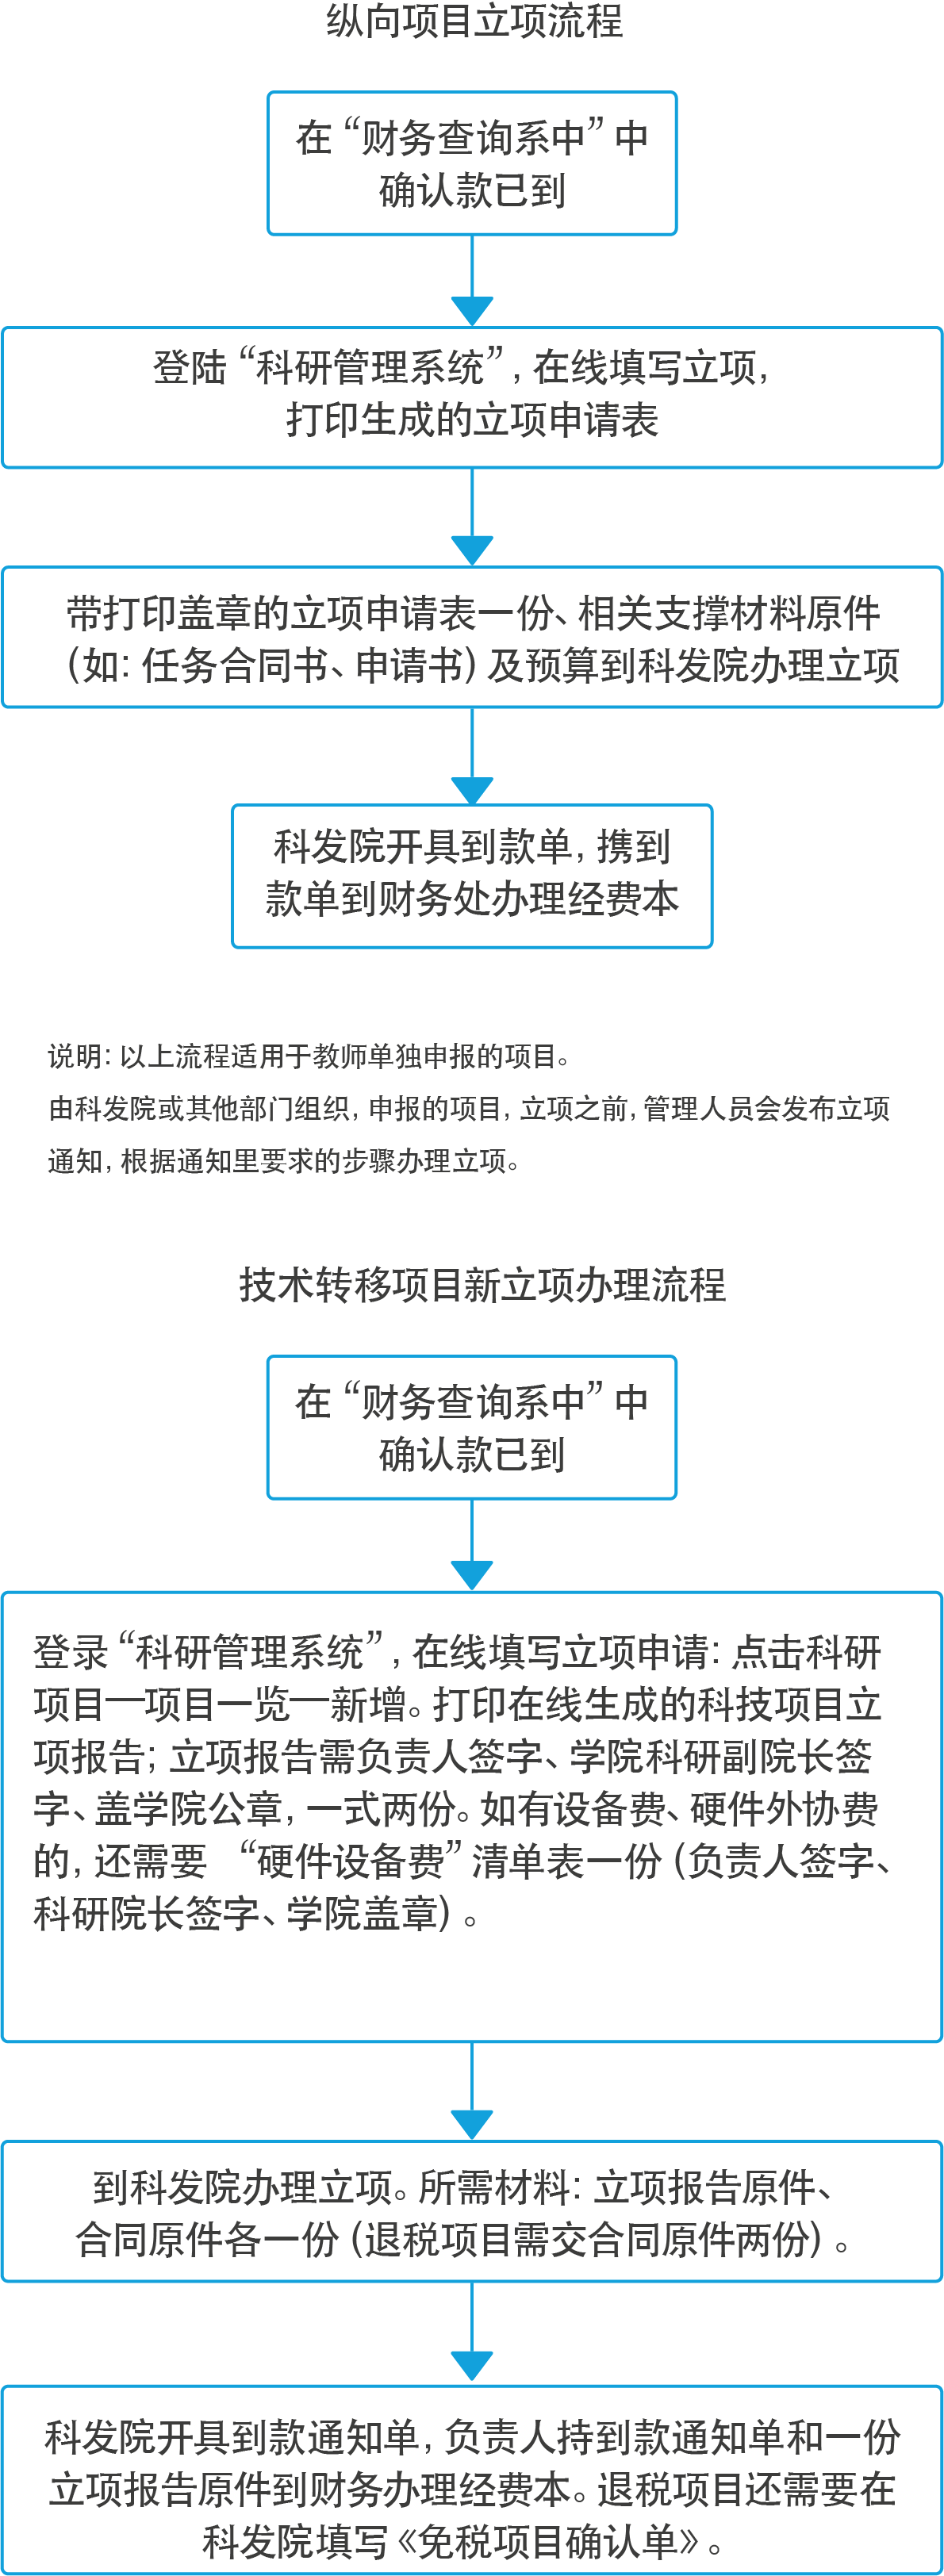 纵向项目立项流程
在“财务查询系中”中
确认款已到
登陆“科研管理系统”,在线填写立项,
打印生成的立项申请表
带打印盖章的立项申请表一份、相关支撑材料原件
(如:任务合同书、申请书)及预算到科发院办理立项
科发院开具到款单,携到
款单到财务处办理经费本
说明:以上流程适用于教师单独申报的项目。
由科发院或其他部门组织,申报的项目,立项之前,管理人员会发布立项
通知,根据通知里要求的步骤办理立项。
技术转移项目新立项办理流程
在“财务查询系中”中
确认款已到
登录“科研管理系统”,在线填写立项申请:点击科研
项目—项目一览—新增。打印在线生成的科技项目立
项报告;立项报告需负责人签字、学院科研副院长签
字、盖学院公章,一式两份。如有设备费、硬件外协费
的,还需要 “硬件设备费”清单表一份(负责人签字、
科研院长签字、学院盖章)。
到科发院办理立项。所需材料:立项报告原件、
合同原件各一份(退税项目需交合同原件两份)。
科发院开具到款通知单,负责人持到款通知单和一份
立项报告原件到财务办理经费本。退税项目还需要在
科发院填写《免税项目确认单》。